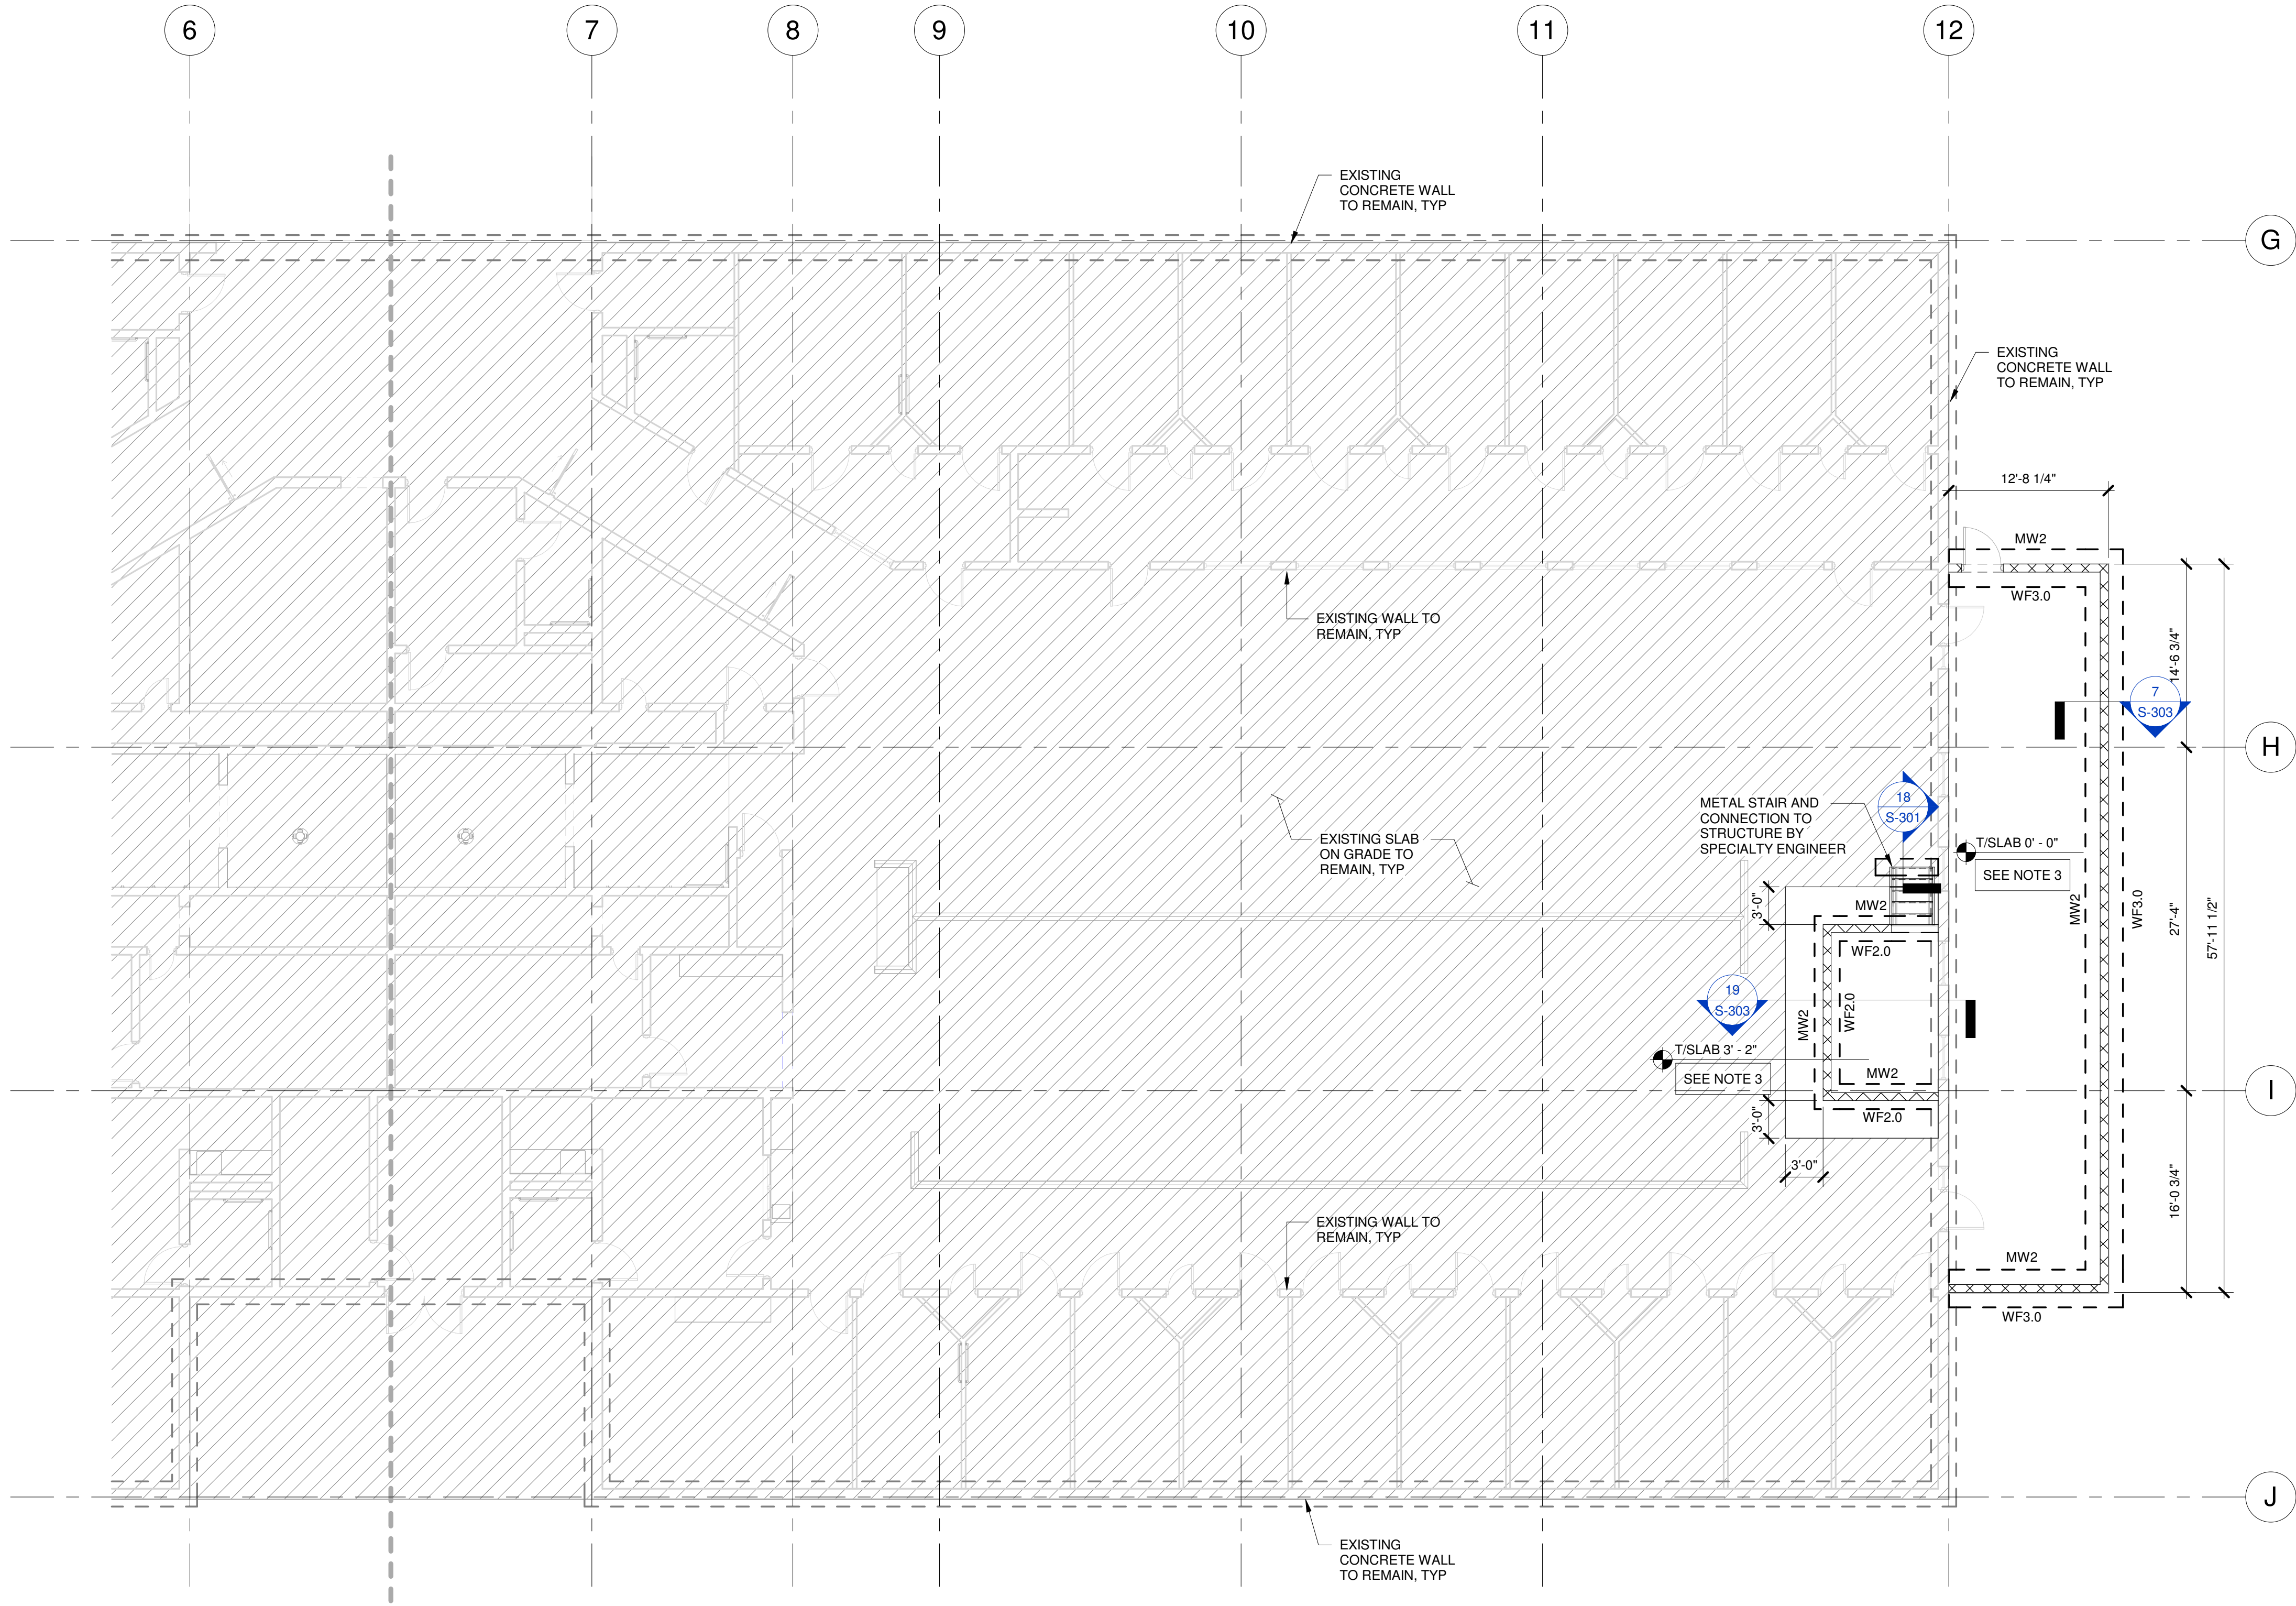 6
7
8
9
10
11
12
EXISTING
CONCRETE WALL
TO REMAIN, TYP
G
EXISTING
CONCRETE WALL
TO REMAIN, TYP
12'-8 1/4"
MW2
WF3.0
EXISTING WALL TO
REMAIN, TYP
14'-6 3/4"
7
S-303
H
METAL STAIR AND
CONNECTION TO
STRUCTURE BY
SPECIALTY ENGINEER
18
S-301
EXISTING SLAB
ON GRADE TO
REMAIN, TYP
T/SLAB 0' - 0"
SEE NOTE 3
3'-0"
MW2
WF2.0
MW2
WF3.0
27'-4"
57'-11 1/2"
19
S-303
MW2
WF2.0
T/SLAB 3' - 2"
SEE NOTE 3
MW2
WF2.0
I
3'-0"
3'-0"
16'-0 3/4"
EXISTING WALL TO
REMAIN, TYP
MW2
WF3.0
J
EXISTING
CONCRETE WALL
TO REMAIN, TYP